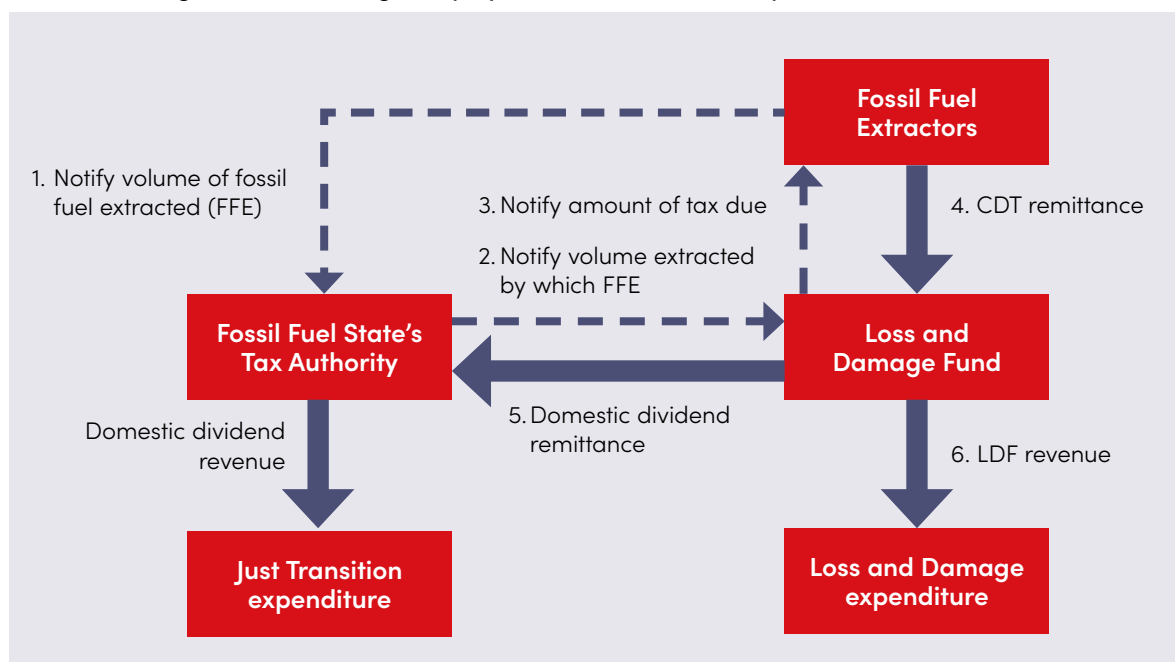 Fossil Fuel
Extractors
1. Notify volume of fossil
fuel extracted (FFE)
3. Notify amount of tax due
4. CDT remittance
2. Notify volume extracted
by which FFE
Fossil Fuel State’s
Tax Authority
Loss and
Damage Fund
Domestic dividend
revenue
5. Domestic dividend
remittance
6. LDF revenue
Just Transition
expenditure
Loss and Damage
expenditure